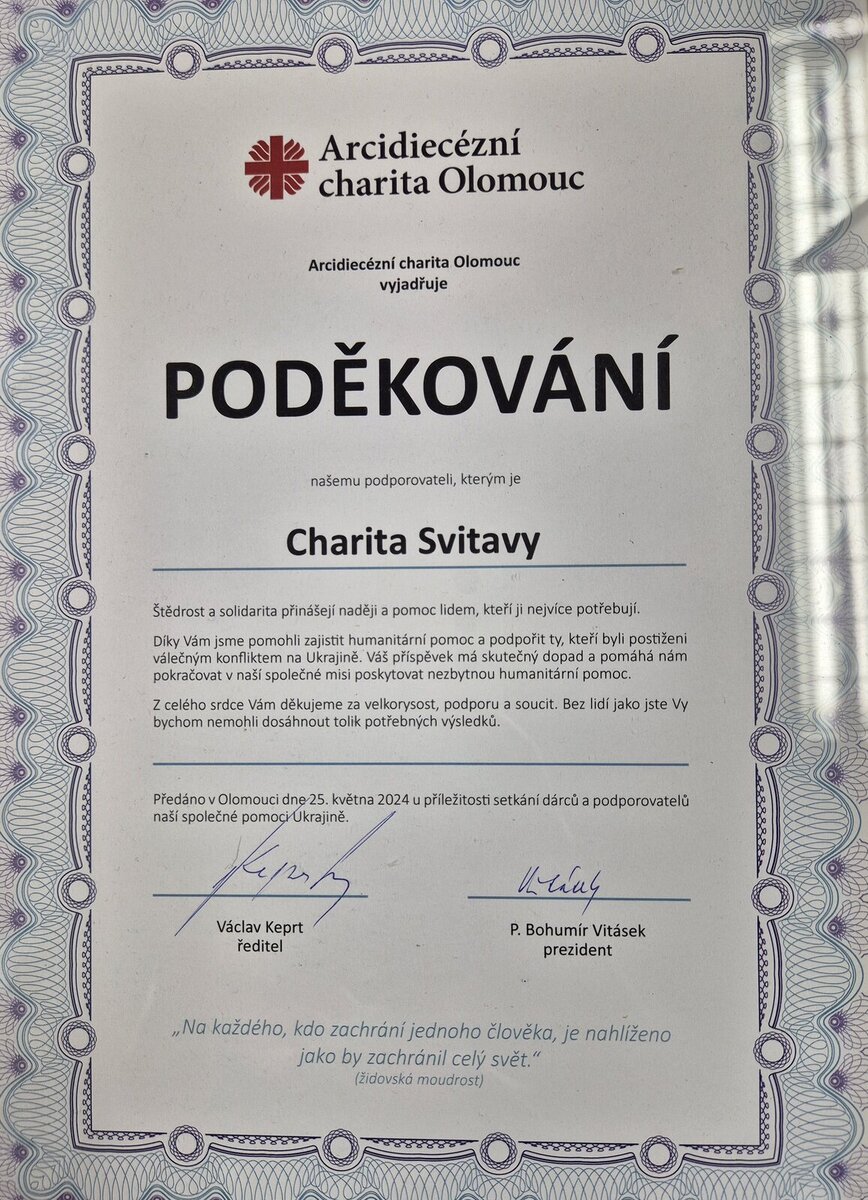 Arcidiecézní
charita Olomouc
Arcidiecézní charita Olomouc
vyjadřuje
PODĚKOVÁNÍ
našemu podporovateli, kterým je
Charita Svitavy
Štědrost a solidarita přinášejí naději a pomoc lidem, kteří ji nejvíce potřebují.
Díky Vám jsme pomohli zajistit humanitární pomoc a podpořit ty, kteří byli postiženi
válečným konfliktem na Ukrajině. Váš příspěvek má skutečný dopad a pomáhá nám
pokračovat v naší společné misi poskytovat nezbytnou humanitární pomoc.
Z celého srdce Vám děkujeme za velkorysost, podporu a soucit. Bez lidí jako jste Vy
bychom nemohli dosáhnout tolik potřebných výsledků.
Předáno v Olomouci dne 25. května 2024 u příležitosti setkání dárců a podporovatelů
naší společné pomoci Ukrajině.
Keprt
Vitásek
Václav Keprt
ředitel
P. Bohumír Vitásek
prezident
„Na každého, kdo zachrání jednoho člověka, je nahlíženo
jako by zachránil celý svět.“
(židovská moudrost)